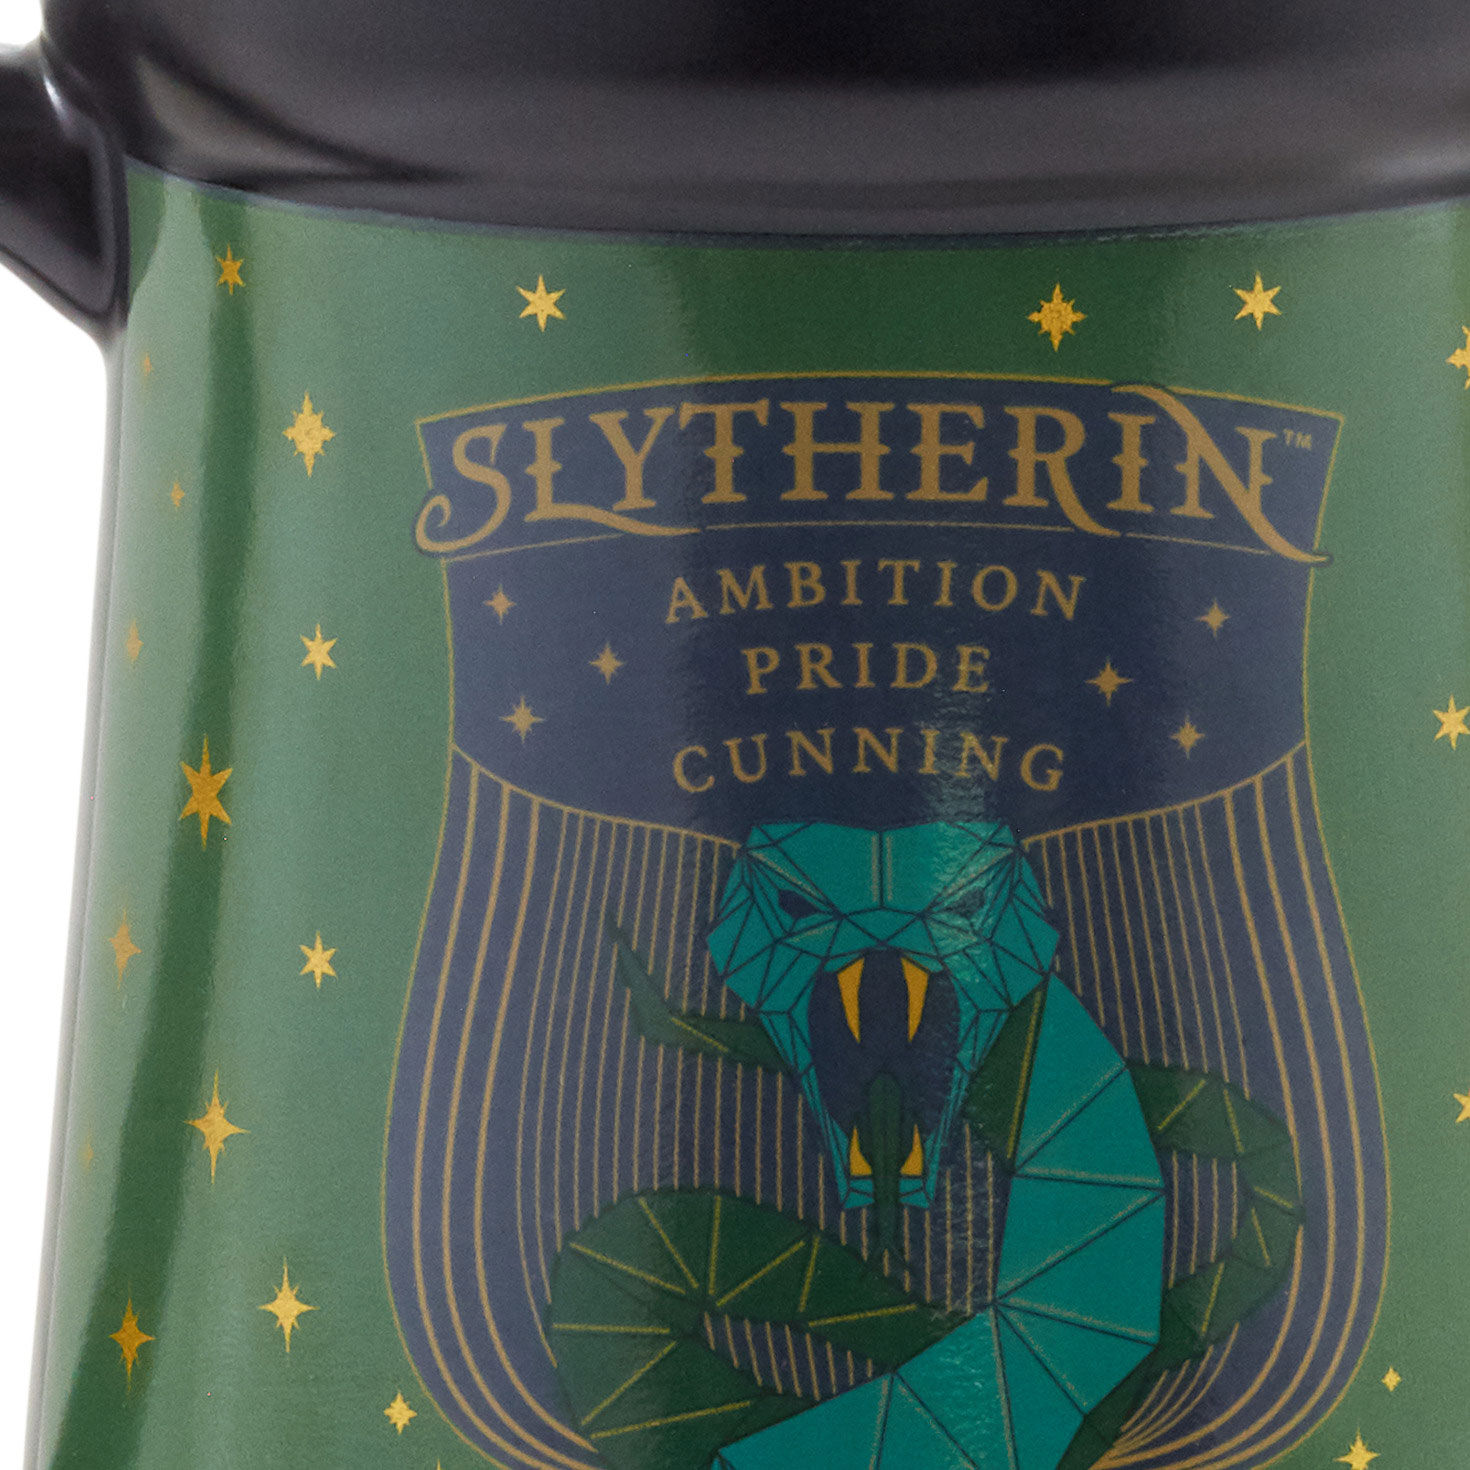 SLYTHERIN™
AMBITION
PRIDE
CUNNING